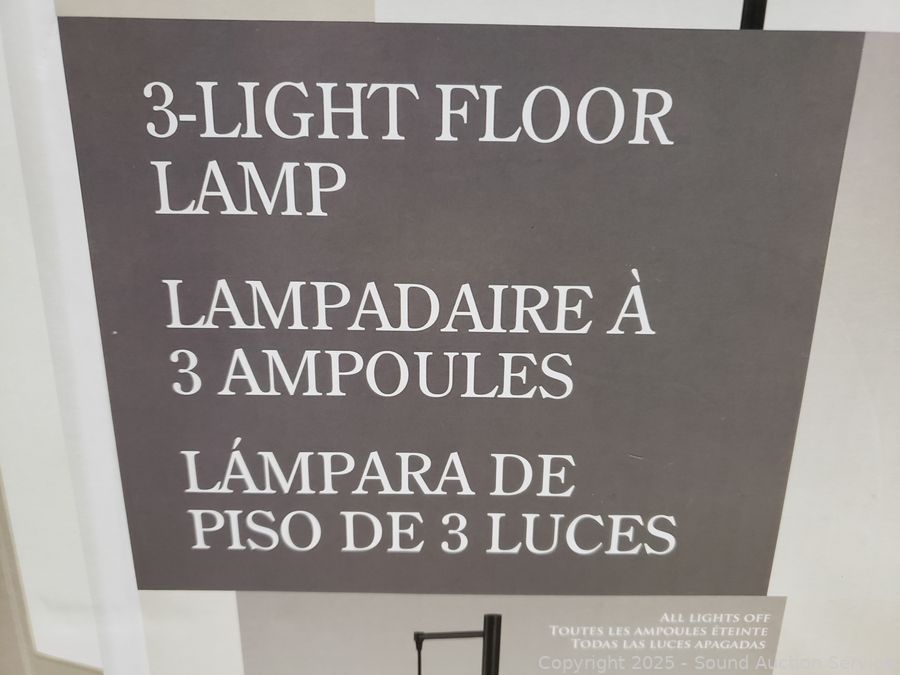 3-LIGHT FLOOR
LAMP
LAMPADAIRE À
3 AMPOULES
LÁMPARA DE
PISO DE 3 LUCES
ALL LIGHTS OFF
TOUTES LES AMPOULES ÉTEINTE
TODAS LAS LUCES APAGADAS
Copyright 2025 - Sound Auction Service